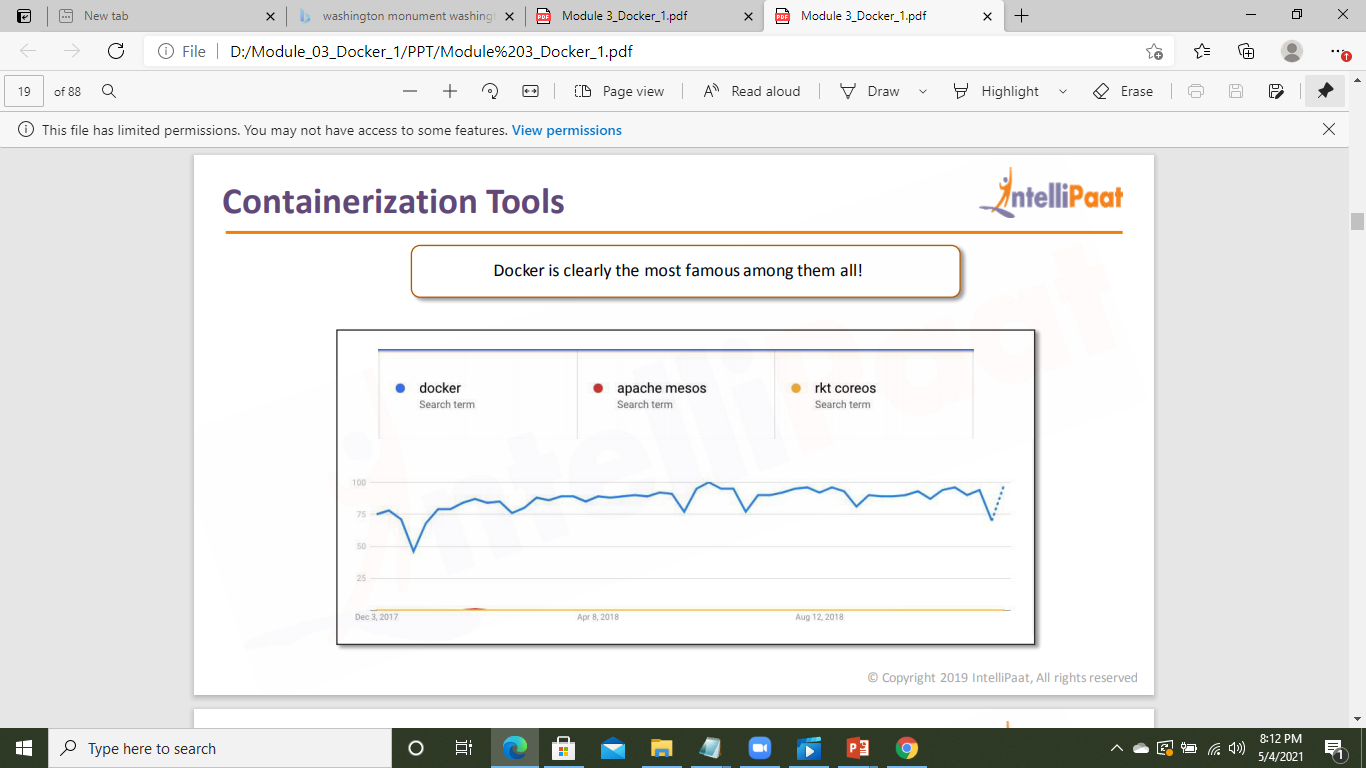 New tab
washington monument washing
Module 3_Docker_1.pdf
Module 3_Docker_1.pdf
File
D:/Module_03_Docker_1/PPT/Module%203_Docker_1.pdf
19 of 88
Page view
Read aloud
Draw
Highlight
Erase
This file has limited permissions. You may not have access to some features. View permissions
Containerization Tools
IntelliPaat
Docker is clearly the most famous among them all!
IntelliPaat
docker
Search term
apache mesos
Search term
rkt coreos
Search term
100
75
50
25
Dec 3, 2017
Apr 8, 2018
Aug 12, 2018
© Copyright 2019 IntelliPaat, All rights reserved
Type here to search
8:12 PM
5/4/2021
1